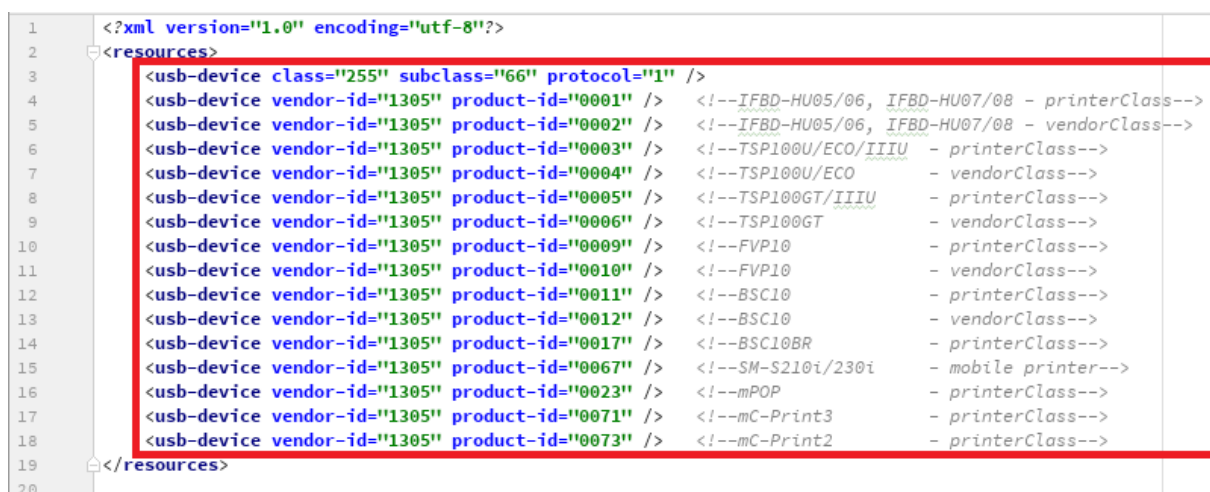 1 <?xml version="1.0" encoding="utf-8"?>
2 <resources>
3 <usb-device class="255" subclass="66" protocol="1" />
4 <usb-device vendor-id="1305" product-id="0001" /> <!--IFBD-HU05/06, IFBD-HU07/08 - printerClass-->
5 <usb-device vendor-id="1305" product-id="0002" /> <!--IFBD-HU05/06, IFBD-HU07/08 - vendorClass-->
6 <usb-device vendor-id="1305" product-id="0003" /> <!--TSP100U/ECO/IIIU - printerClass-->
7 <usb-device vendor-id="1305" product-id="0004" /> <!--TSP100U/ECO - vendorClass-->
8 <usb-device vendor-id="1305" product-id="0005" /> <!--TSP100GT/IIIU - printerClass-->
9 <usb-device vendor-id="1305" product-id="0006" /> <!--TSP100GT - vendorClass-->
10 <usb-device vendor-id="1305" product-id="0009" /> <!--FVP10 - printerClass-->
11 <usb-device vendor-id="1305" product-id="0010" /> <!--FVP10 - vendorClass-->
12 <usb-device vendor-id="1305" product-id="0011" /> <!--BSC10 - printerClass-->
13 <usb-device vendor-id="1305" product-id="0012" /> <!--BSC10 - vendorClass-->
14 <usb-device vendor-id="1305" product-id="0017" /> <!--BSC10BR - printerClass-->
15 <usb-device vendor-id="1305" product-id="0067" /> <!--SM-S210i/230i - mobile printer-->
16 <usb-device vendor-id="1305" product-id="0023" /> <!--mPOP - printerClass-->
17 <usb-device vendor-id="1305" product-id="0071" /> <!--mC-Print3 - printerClass-->
18 <usb-device vendor-id="1305" product-id="0073" /> <!--mC-Print2 - printerClass-->
19 </resources>
20